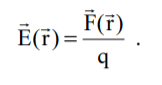 E⃗(r⃗) = F⃗(r⃗) / q .